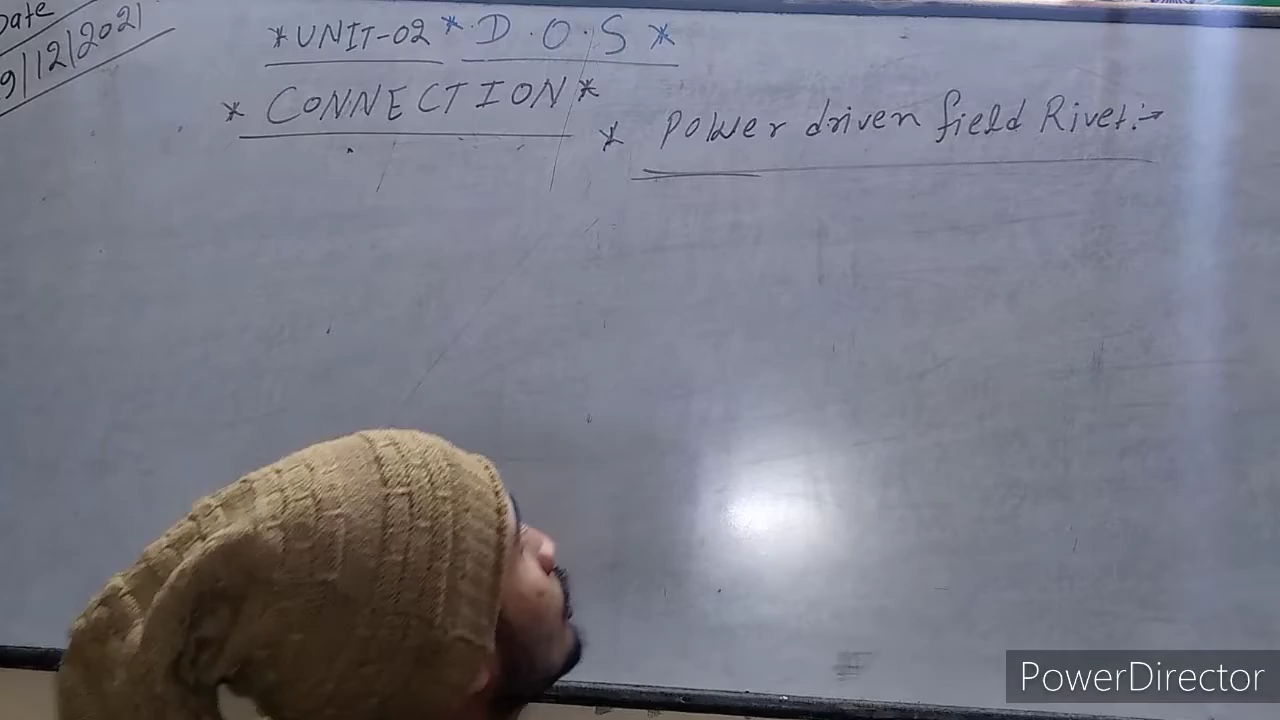 Date
9/12/2021
*UNIT-02 * D.O.S *
* CONNECTION *
* Power driven field Rivet:→
PowerDirector